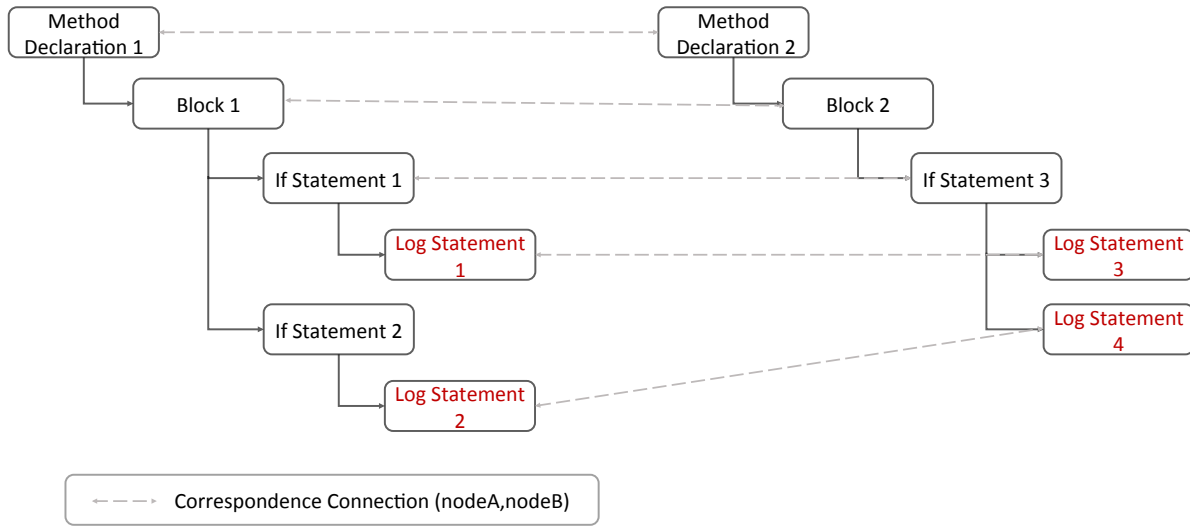 Method
Declaration 1
Method
Declaration 2
Block 1
Block 2
If Statement 1
If Statement 3
Log Statement
1
Log Statement
3
If Statement 2
Log Statement
4
Log Statement
2
Correspondence Connection (nodeA,nodeB)